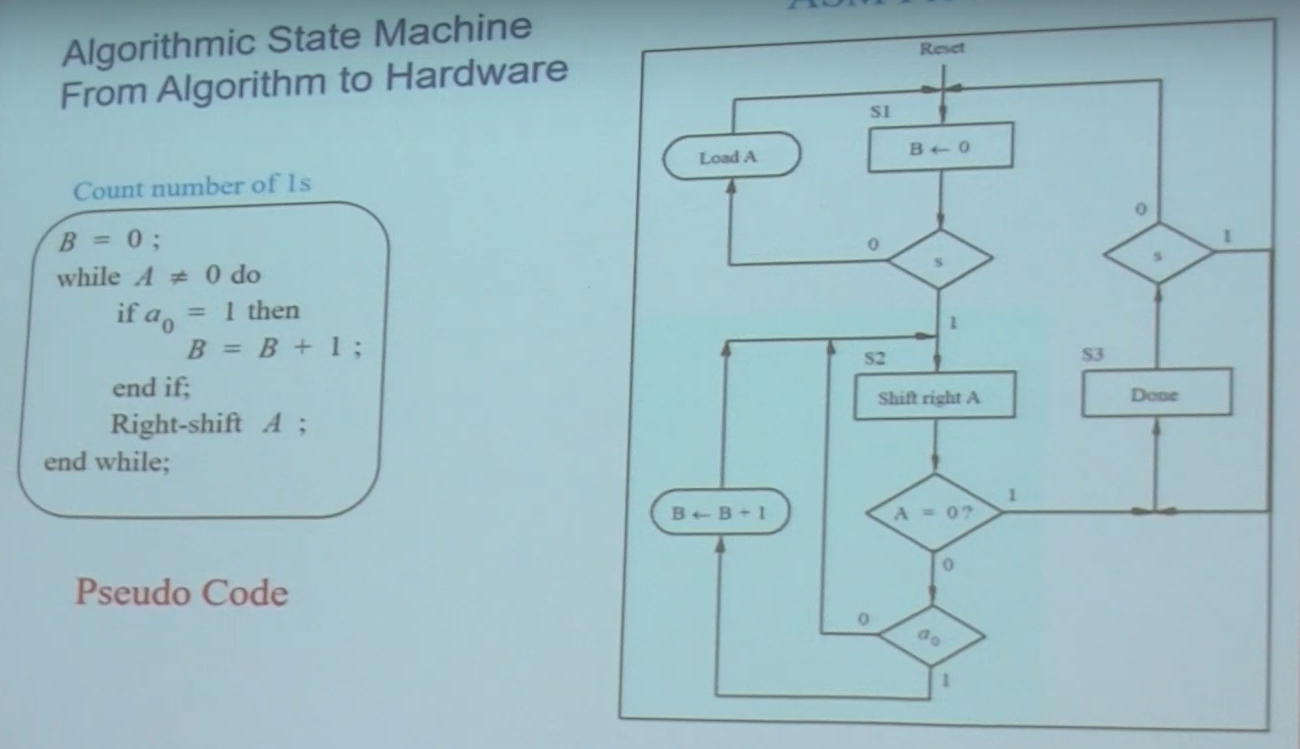 Algorithmic State Machine
From Algorithm to Hardware
Count number of 1s
B = 0 ;
while A ≠ 0 do
if a₀ = 1 then
B = B + 1 ;
end if;
Right-shift A ;
end while;
Pseudo Code
Reset
S1
Load A
B ← 0
0
s
1
0
s
1
S2
Shift right A
S3
Done
B ← B + 1
A = 0?
1
0
0
a₀
1